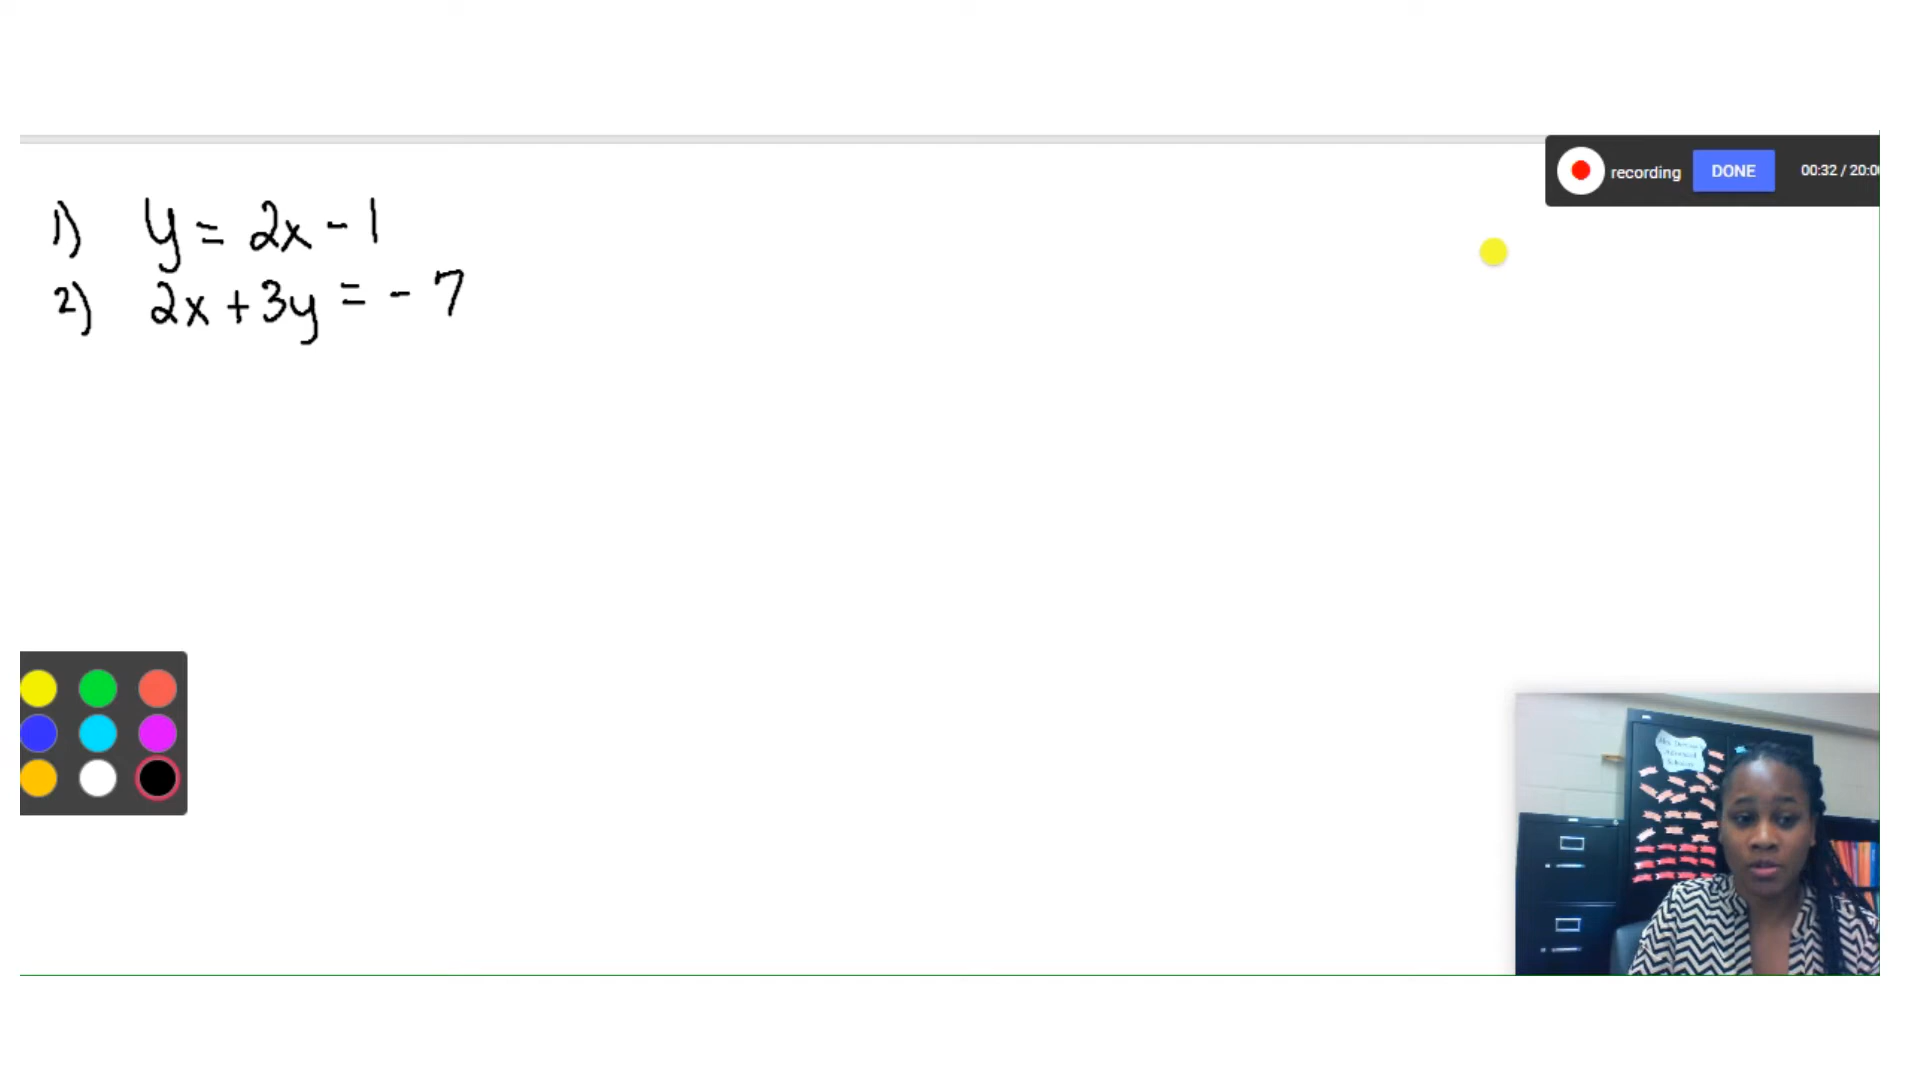 1) y = 2x - 1
2) 2x + 3y = - 7
recording DONE 00:32 / 20:0